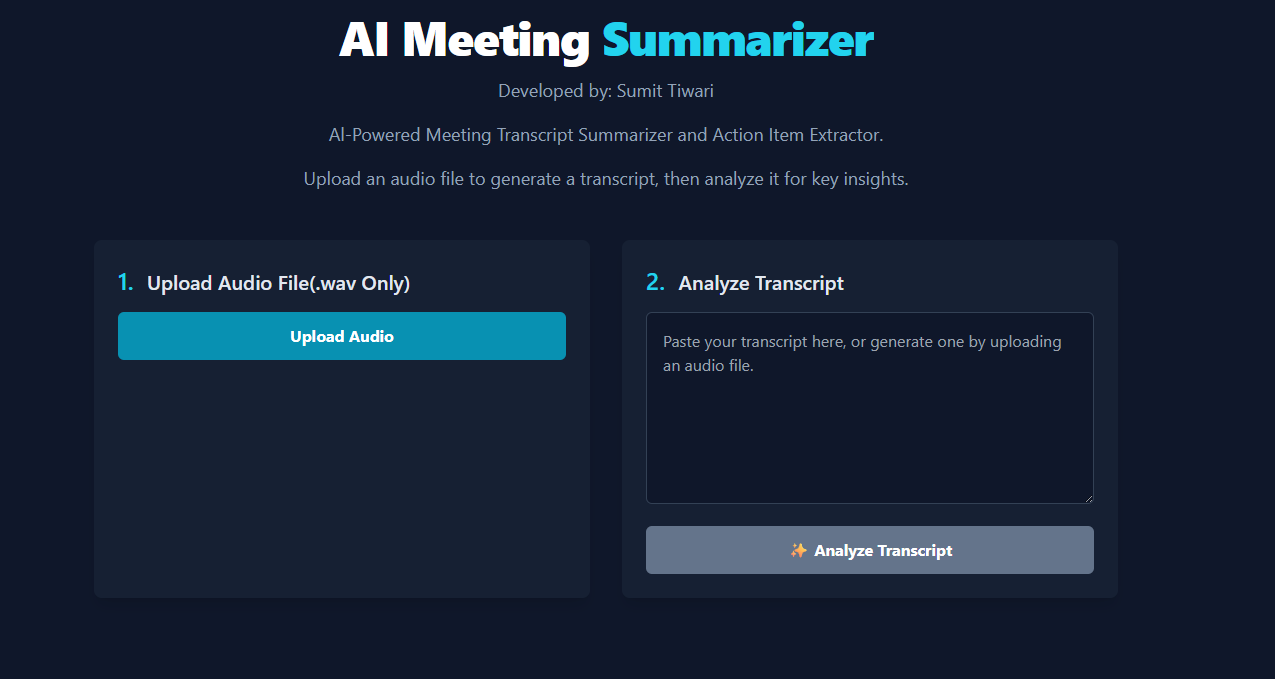 AI Meeting Summarizer
Developed by: Sumit Tiwari
AI-Powered Meeting Transcript Summarizer and Action Item Extractor.
Upload an audio file to generate a transcript, then analyze it for key insights.
1. Upload Audio File(.wav Only)
Upload Audio
2. Analyze Transcript
Paste your transcript here, or generate one by uploading
an audio file.
✨ Analyze Transcript